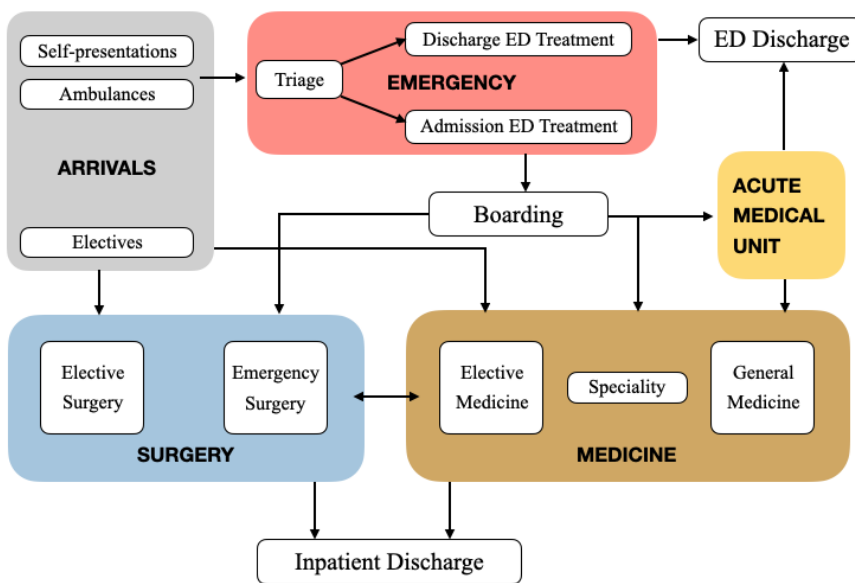 Self-presentations
Ambulances
ARRIVALS
Electives
Triage
Discharge ED Treatment
EMERGENCY
Admission ED Treatment
ED Discharge
Boarding
ACUTE
MEDICAL
UNIT
Elective
Surgery
Emergency
Surgery
SURGERY
Elective
Medicine
Speciality
General
Medicine
MEDICINE
Inpatient Discharge